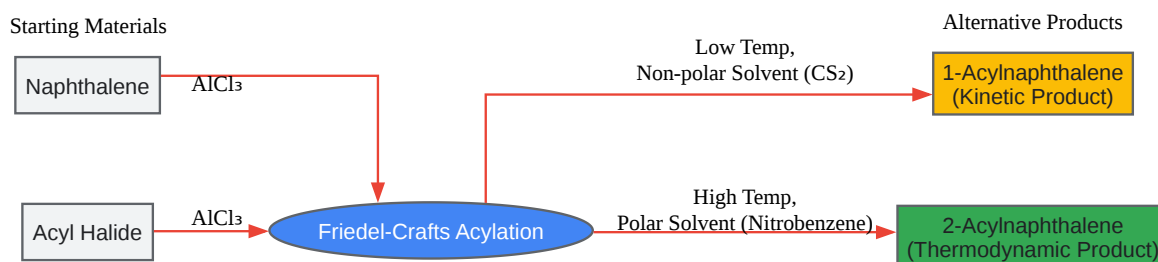 Starting Materials
Alternative Products
Naphthalene
AlCl₃
Low Temp,
Non-polar Solvent (CS₂)
1-Acylnaphthalene
(Kinetic Product)
Acyl Halide
AlCl₃
Friedel-Crafts Acylation
High Temp,
Polar Solvent (Nitrobenzene)
2-Acylnaphthalene
(Thermodynamic Product)